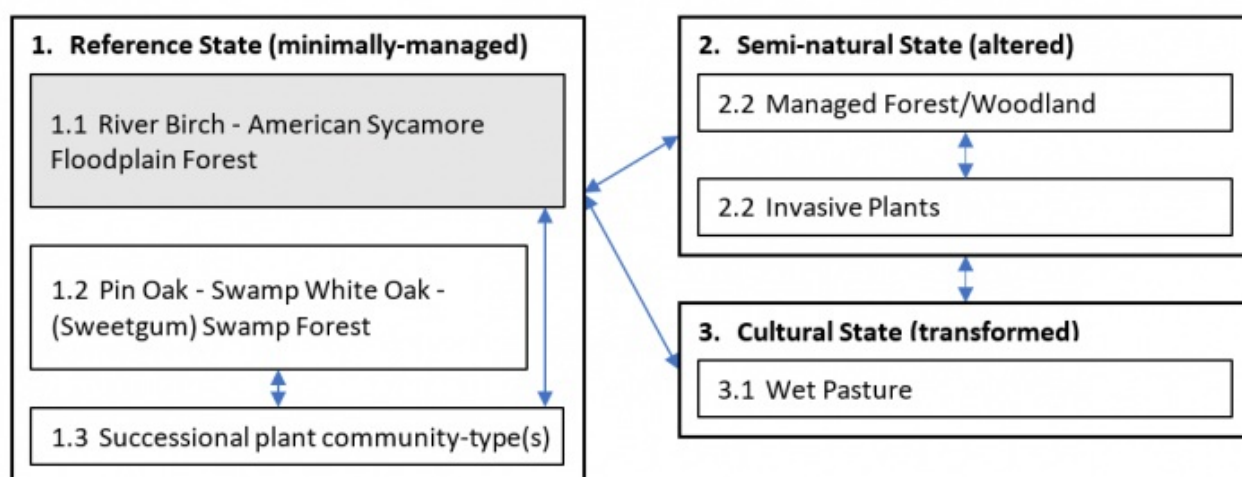 1. Reference State (minimally-managed)
1.1 River Birch - American Sycamore
Floodplain Forest
1.2 Pin Oak - Swamp White Oak -
(Sweetgum) Swamp Forest
1.3 Successional plant community-type(s)
2. Semi-natural State (altered)
2.2 Managed Forest/Woodland
2.2 Invasive Plants
3. Cultural State (transformed)
3.1 Wet Pasture